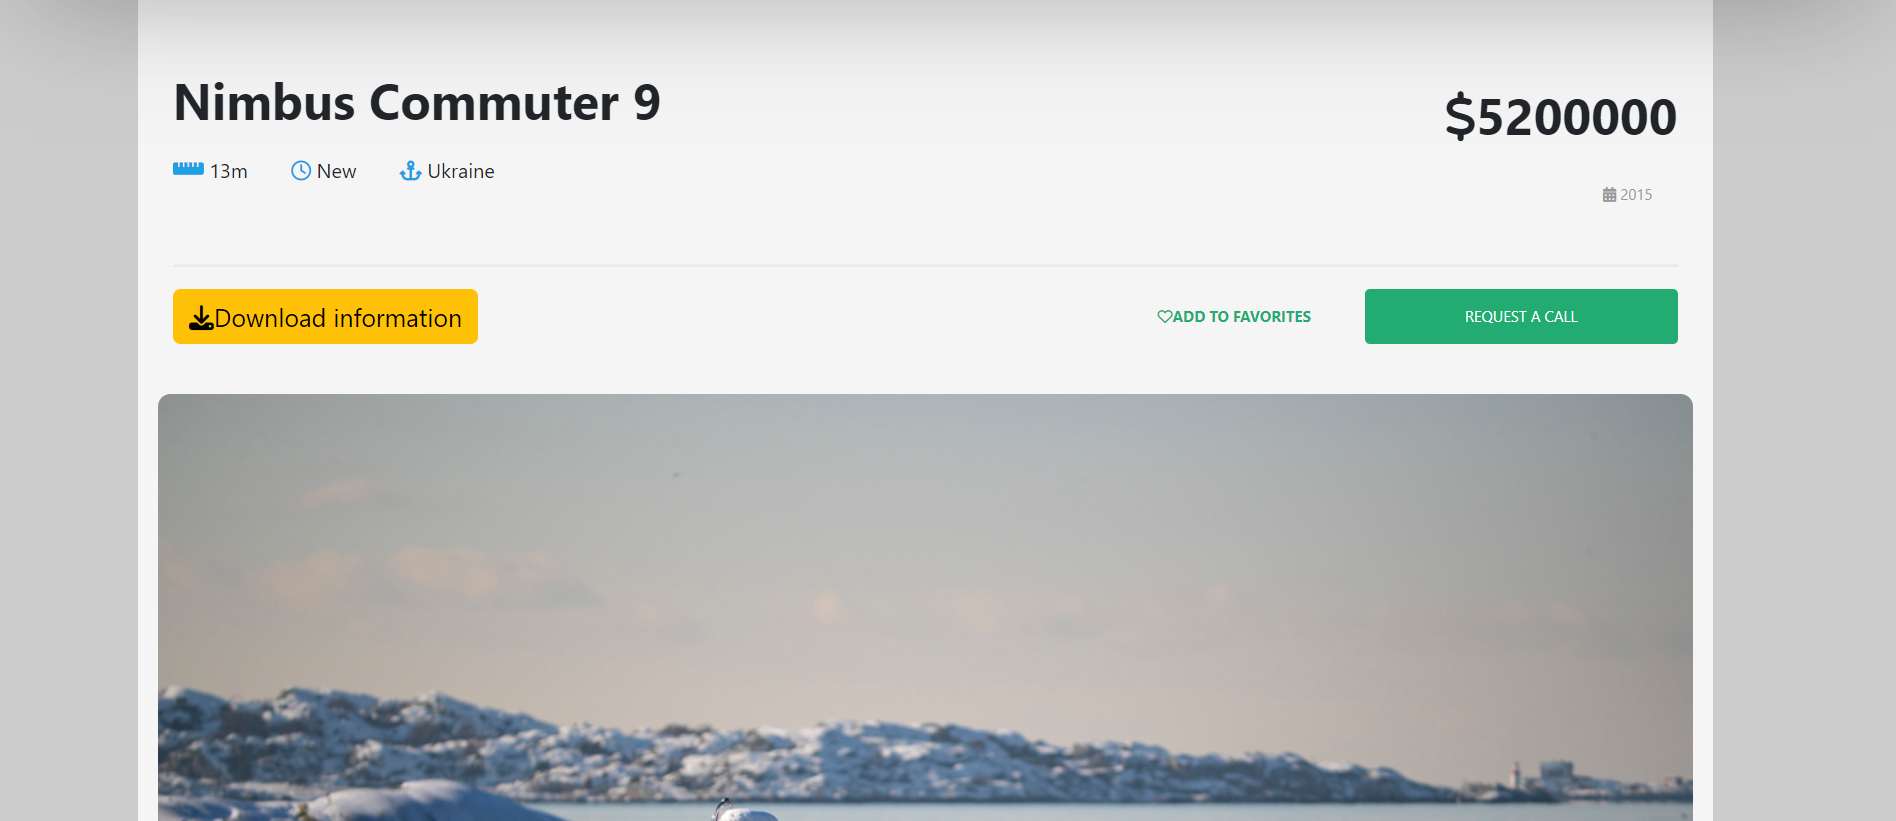 Nimbus Commuter 9
$5200000
13m New Ukraine
2015
Download information
ADD TO FAVORITES
REQUEST A CALL